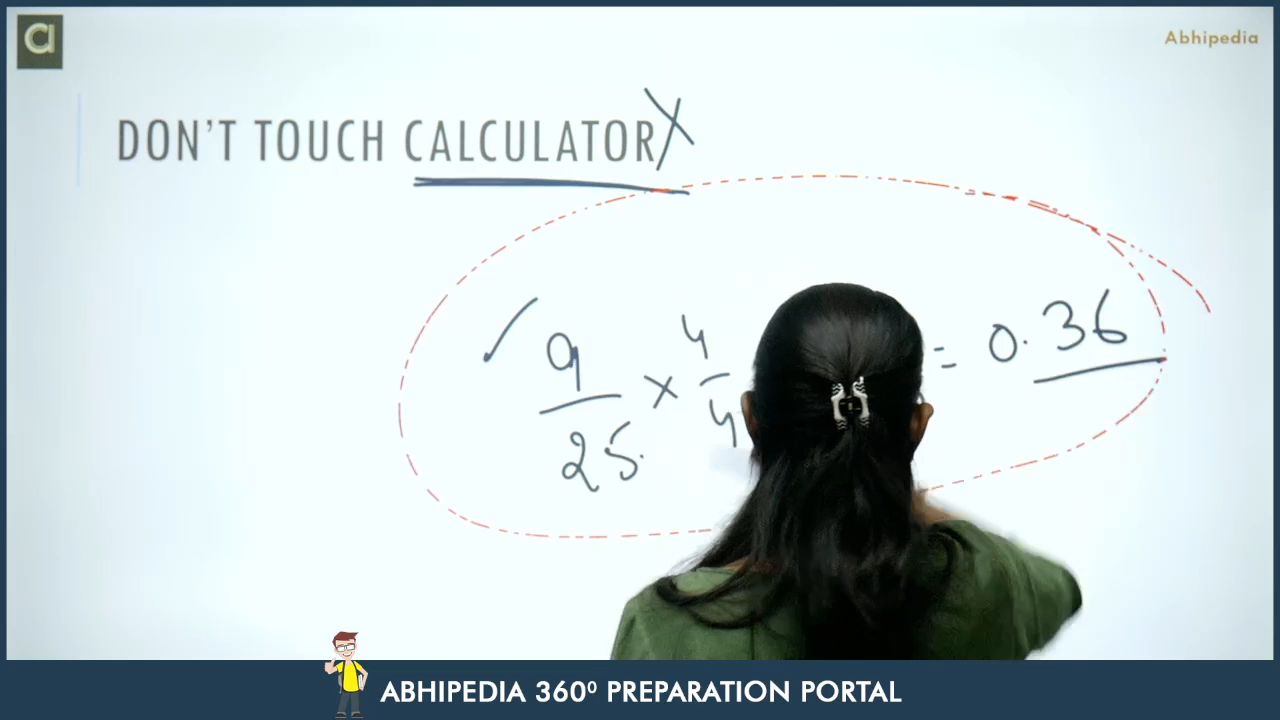 a
Abhipedia
DON'T TOUCH CALCULATOR X
9/25 × 4/4 = 0.36
ABHIPEDIA 360⁰ PREPARATION PORTAL